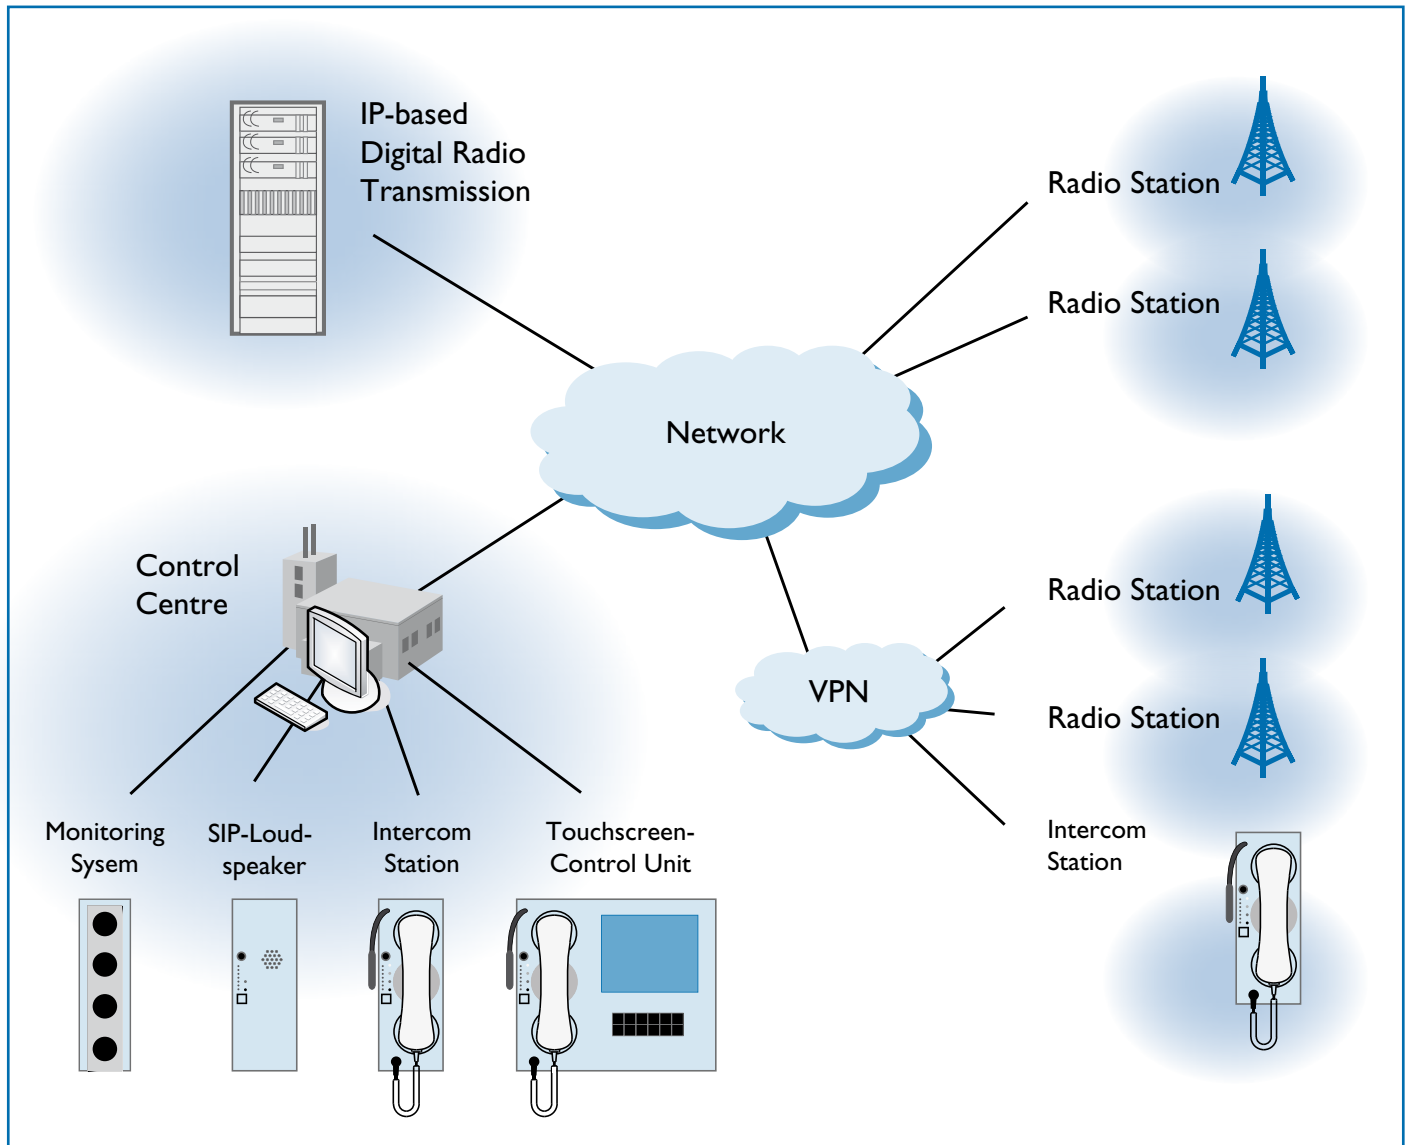 IP-based
Digital Radio
Transmission
Radio Station
Radio Station
Network
Control
Centre
Radio Station
VPN
Radio Station
Monitoring
Sysem
SIP-Loud-
speaker
Intercom
Station
Touchscreen-
Control Unit
Intercom
Station